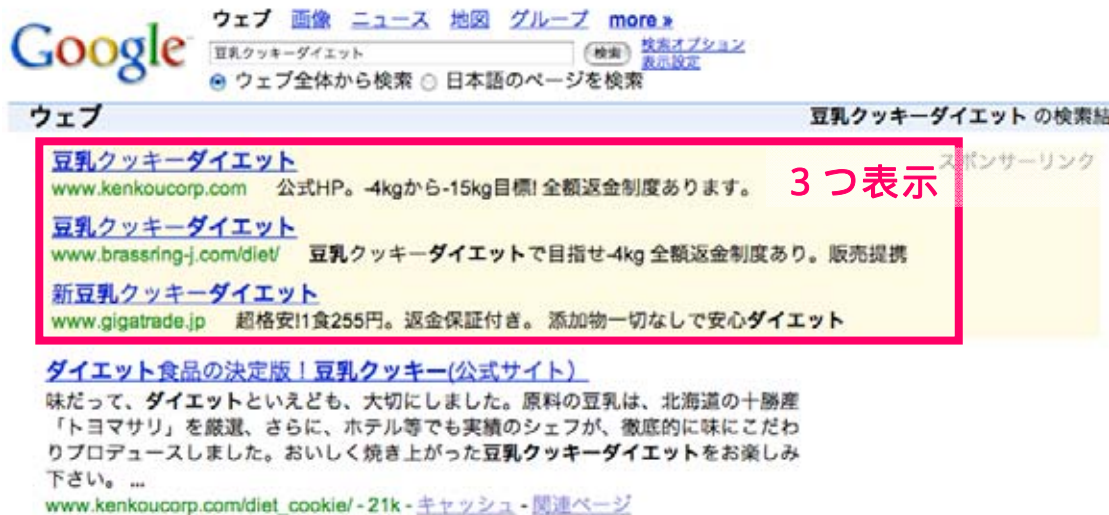 Google
ウェブ 画像 ニュース 地図 グループ more »
豆乳クッキーダイエット 検索 検索オプション
表示設定
ウェブ全体から検索 日本語のページを検索
ウェブ 豆乳クッキーダイエット の検索結
豆乳クッキーダイエット スポンサーリンク
www.kenkoucorp.com 公式HP。-4kgから-15kg目標! 全額返金制度あります。 3つ表示
豆乳クッキーダイエット
www.brassring-j.com/diet/ 豆乳クッキーダイエットで目指せ-4kg 全額返金制度あり。販売提携
新豆乳クッキーダイエット
www.gigatrade.jp 超格安!1食255円。返金保証付き。 添加物一切なしで安心ダイエット
ダイエット食品の決定版！豆乳クッキー(公式サイト）
味だって、ダイエットといえども、大切にしました。原料の豆乳は、北海道の十勝産
「トヨマサリ」を厳選、さらに、ホテル等でも実績のシェフが、徹底的に味にこだわ
りプロデュースしました。おいしく焼き上がった豆乳クッキーダイエットをお楽しみ
下さい。 ...
www.kenkoucorp.com/diet_cookie/ - 21k - キャッシュ - 関連ページ